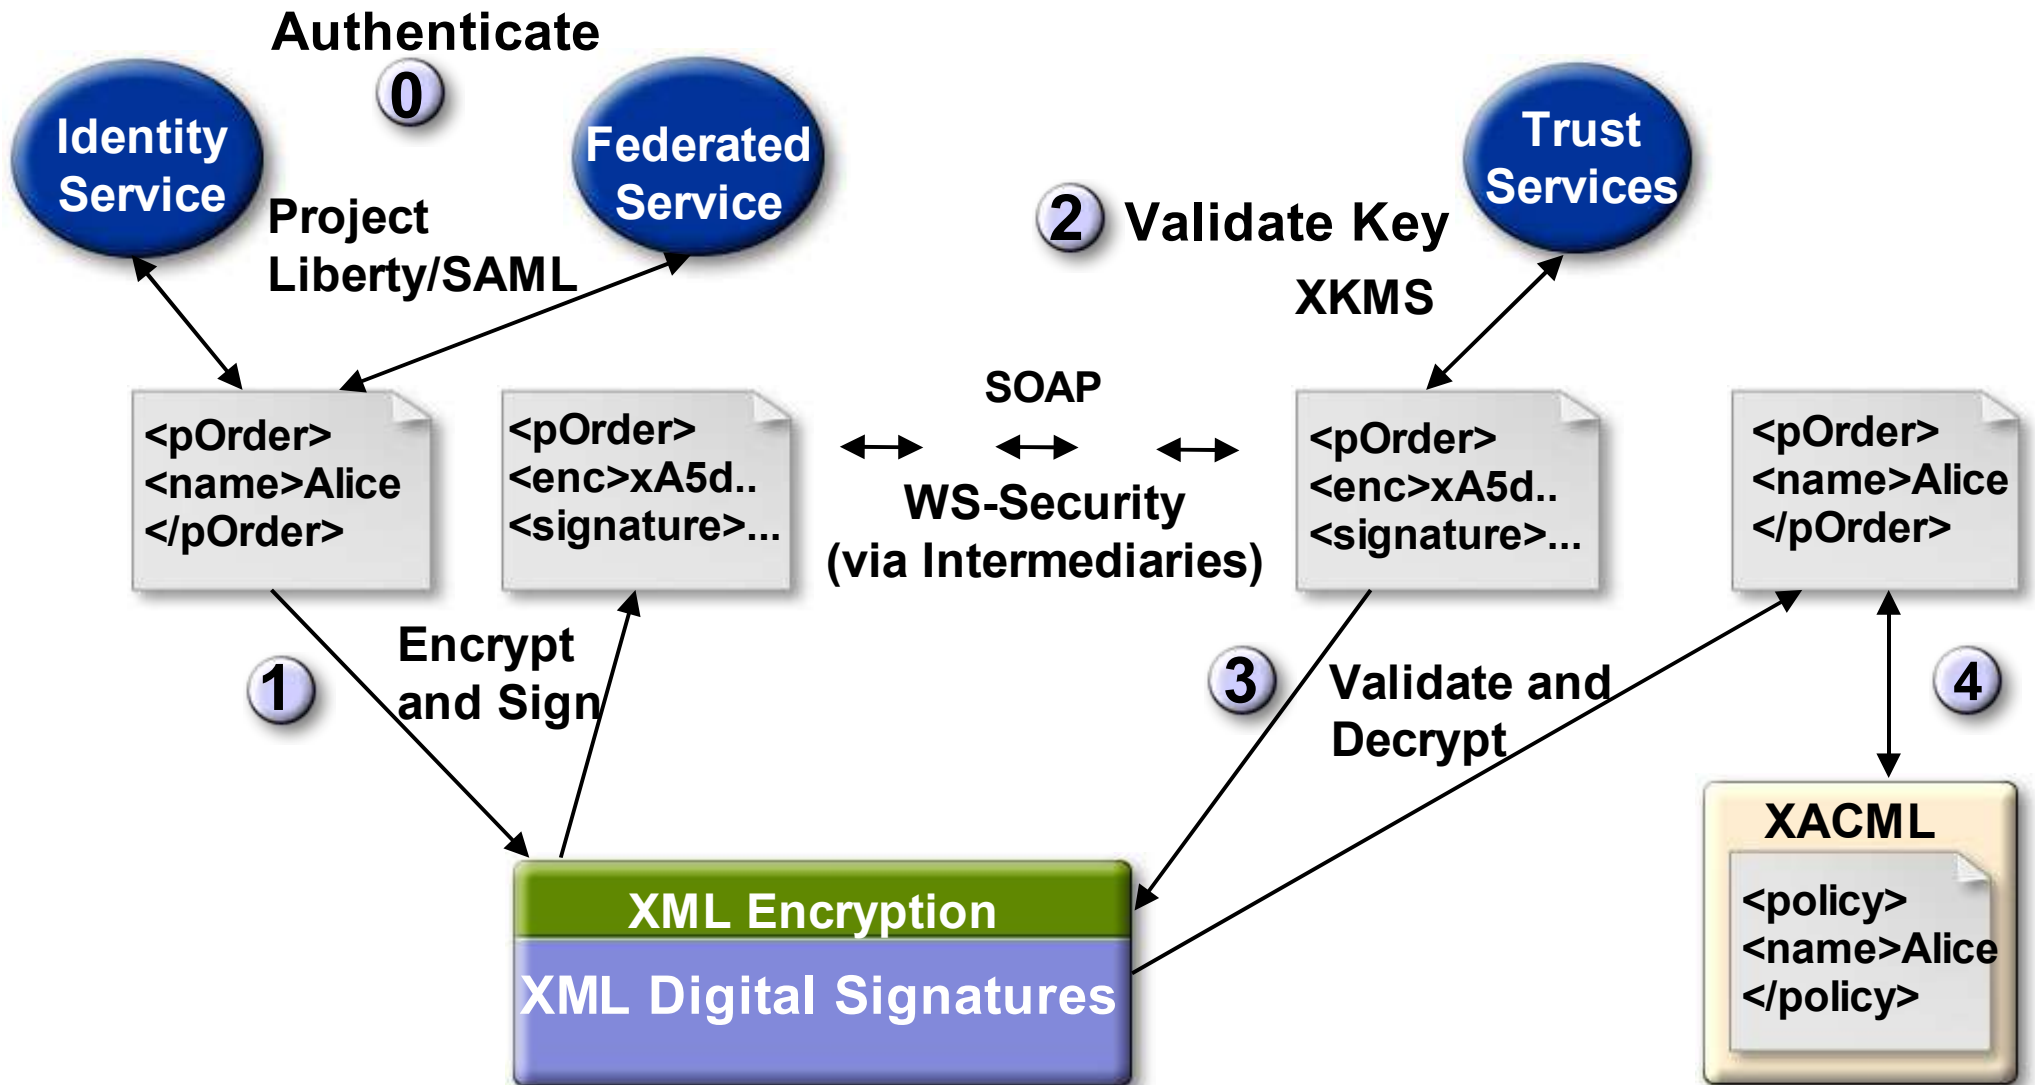 Authenticate
0
Identity
Service
Federated
Service
Trust
Services
Project
Liberty/SAML
2 Validate Key
XKMS
<pOrder>
<name>Alice
</pOrder>
<pOrder>
<enc>xA5d..
<signature>...
SOAP
WS-Security
(via Intermediaries)
<pOrder>
<enc>xA5d..
<signature>...
<pOrder>
<name>Alice
</pOrder>
1
Encrypt
and Sign
3
Validate and
Decrypt
4
XML Encryption
XML Digital Signatures
XACML
<policy>
<name>Alice
</policy>